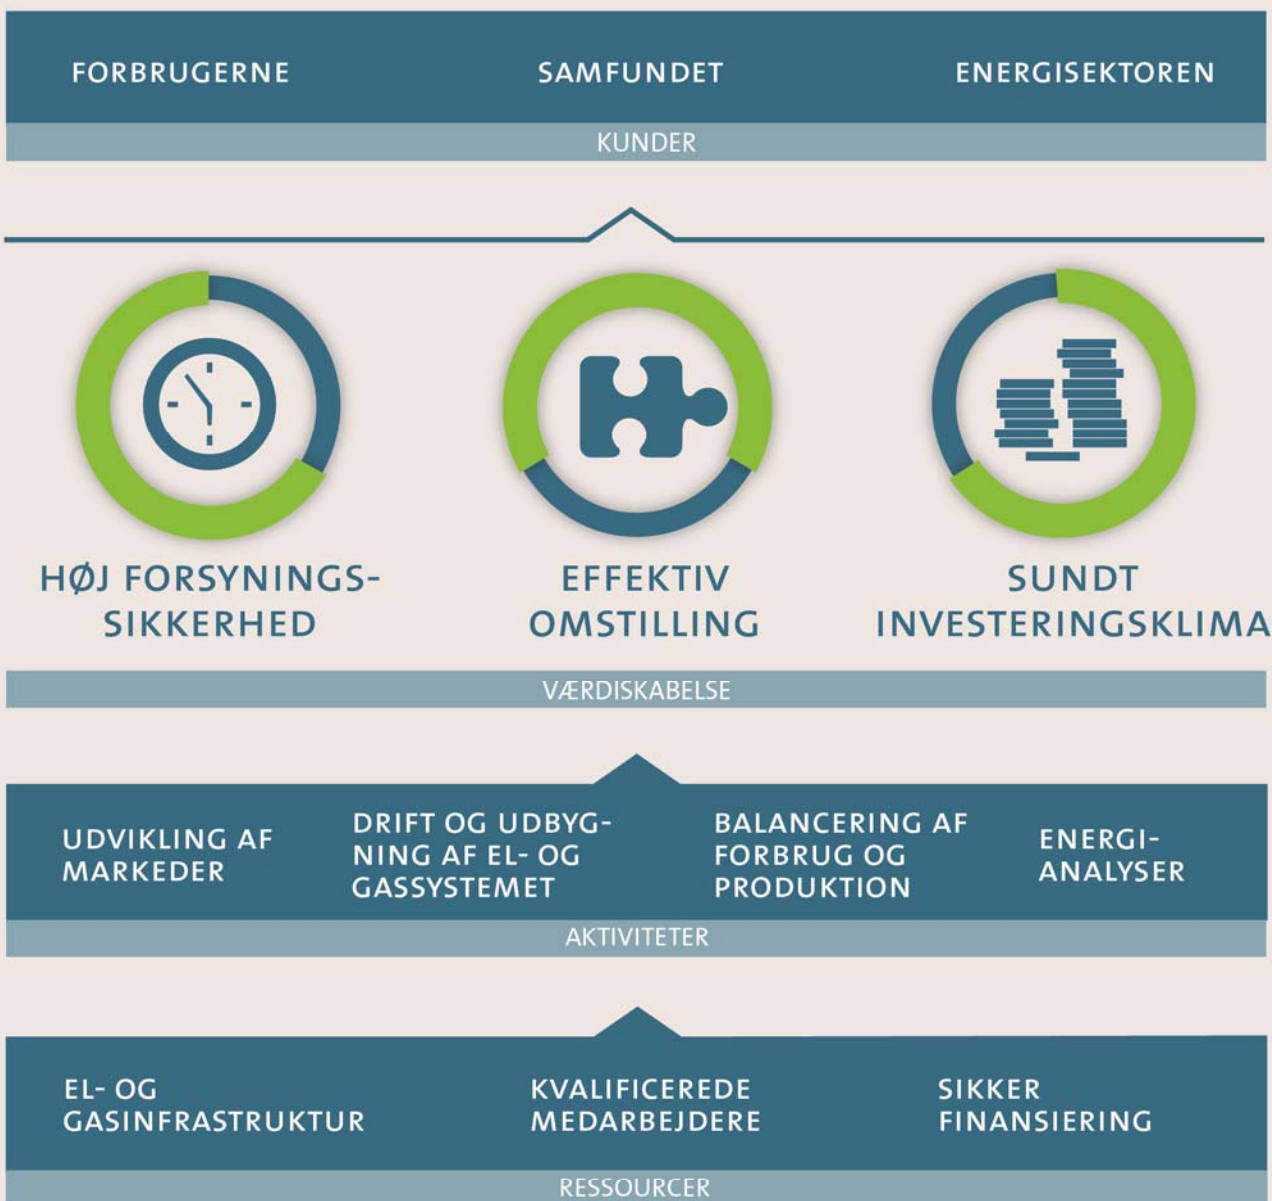 FORBRUGERNE
SAMFUNDET
ENERGISEKTOREN
KUNDER
HØJ FORSYNINGS-
SIKKERHED
EFFEKTIV
OMSTILLING
SUNDT
INVESTERINGSKLIMA
VÆRDISKABELSE
UDVIKLING AF
MARKEDER
DRIFT OG UDBYG-
NING AF EL- OG
GASSYSTEMET
BALANCERING AF
FORBRUG OG
PRODUKTION
ENERGI-
ANALYSER
AKTIVITETER
EL- OG
GASINFRASTRUKTUR
KVALIFICEREDE
MEDARBEJDERE
SIKKER
FINANSIERING
RESSOURCER